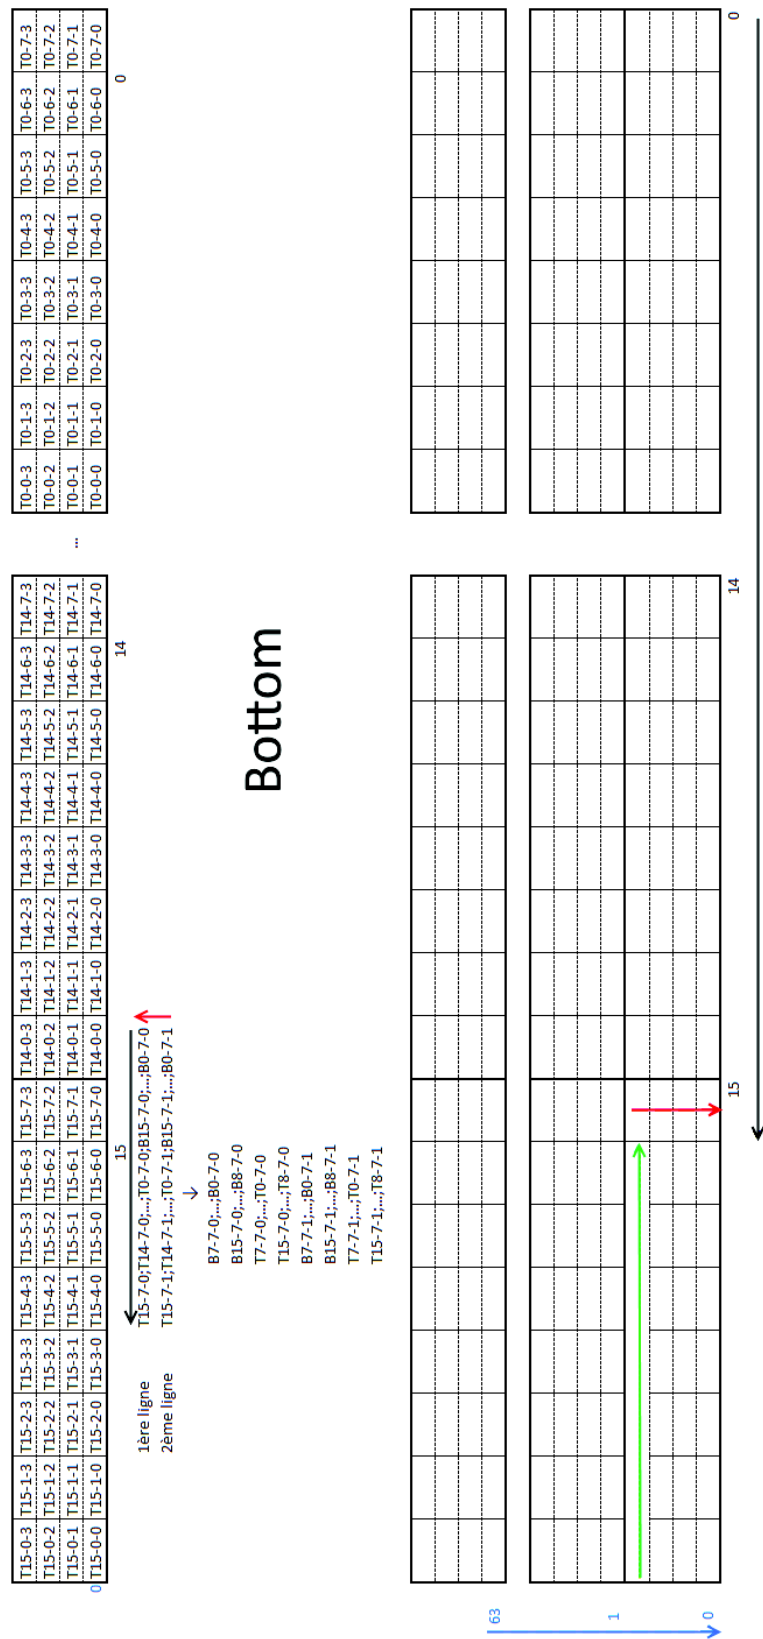 T15-0-3 T15-1-3 T15-2-3 T15-3-3 T15-4-3 T15-5-3 T15-6-3 T15-7-3 T14-0-3 T14-1-3 T14-2-3 T14-3-3 T14-4-3 T14-5-3 T14-6-3 T14-7-3 T0-0-3 T0-1-3 T0-2-3 T0-3-3 T0-4-3 T0-5-3 T0-6-3 T0-7-3
T15-0-2 T15-1-2 T15-2-2 T15-3-2 T15-4-2 T15-5-2 T15-6-2 T15-7-2 T14-0-2 T14-1-2 T14-2-2 T14-3-2 T14-4-2 T14-5-2 T14-6-2 T14-7-2 T0-0-2 T0-1-2 T0-2-2 T0-3-2 T0-4-2 T0-5-2 T0-6-2 T0-7-2
T15-0-1 T15-1-1 T15-2-1 T15-3-1 T15-4-1 T15-5-1 T15-6-1 T15-7-1 T14-0-1 T14-1-1 T14-2-1 T14-3-1 T14-4-1 T14-5-1 T14-6-1 T14-7-1 ... T0-0-1 T0-1-1 T0-2-1 T0-3-1 T0-4-1 T0-5-1 T0-6-1 T0-7-1
0 T15-0-0 T15-1-0 T15-2-0 T15-3-0 T15-4-0 T15-5-0 T15-6-0 T15-7-0 T14-0-0 T14-1-0 T14-2-0 T14-3-0 T14-4-0 T14-5-0 T14-6-0 T14-7-0 T0-0-0 T0-1-0 T0-2-0 T0-3-0 T0-4-0 T0-5-0 T0-6-0 T0-7-0
15 14 0
1ère ligne T15-7-0;T14-7-0;...;T0-7-0;B15-7-0;...;B0-7-0
2ème ligne T15-7-1;T14-7-1;...;T0-7-1;B15-7-1;...;B0-7-1
B7-7-0;...;B0-7-0
B15-7-0;...;B8-7-0
T7-7-0;...;T0-7-0
T15-7-0;...;T8-7-0
B7-7-1;...;B0-7-1
B15-7-1;...;B8-7-1
T7-7-1;...;T0-7-1
T15-7-1;...;T8-7-1
Bottom
63
1
0
15 14 0